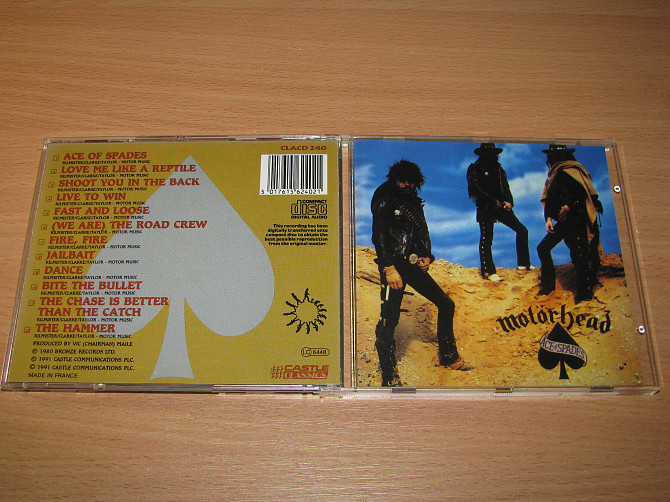 CLACD 240
ACE OF SPADES
KILMISTER/CLARKE/TAYLOR - MOTOR MUSIC
LOVE ME LIKE A REPTILE
KILMISTER/CLARKE/TAYLOR - MOTOR MUSIC
SHOOT YOU IN THE BACK
KILMISTER/CLARKE/TAYLOR - MOTOR MUSIC
LIVE TO WIN
KILMISTER/CLARKE/TAYLOR - MOTOR MUSIC
FAST AND LOOSE
KILMISTER/CLARKE/TAYLOR - MOTOR MUSIC
(WE ARE) THE ROAD CREW
KILMISTER/CLARKE/TAYLOR - MOTOR MUSIC
FIRE, FIRE
KILMISTER/CLARKE/TAYLOR - MOTOR MUSIC
JAILBAIT
KILMISTER/CLARKE/TAYLOR - MOTOR MUSIC
DANCE
KILMISTER/CLARKE/TAYLOR - MOTOR MUSIC
BITE THE BULLET
KILMISTER/CLARKE/TAYLOR - MOTOR MUSIC
THE CHASE IS BETTER
THAN THE CATCH
KILMISTER/CLARKE/TAYLOR - MOTOR MUSIC
THE HAMMER
KILMISTER/CLARKE/TAYLOR - MOTOR MUSIC
PRODUCED BY VIC (CHAIRMAN) MAILE
℗ 1980 BRONZE RECORDS LTD.
℗ 1991 CASTLE COMMUNICATIONS PLC.
© 1991 CASTLE COMMUNICATIONS PLC.
MADE IN FRANCE
5 017615 624021
COMPACT
disc
DIGITAL AUDIO
This recording has been
digitally transferred onto
compact disc to obtain the
best possible reproduction
from the original master.
LC 6448
CASTLE
CLASSICS
Motörhead
ACE OF SPADES